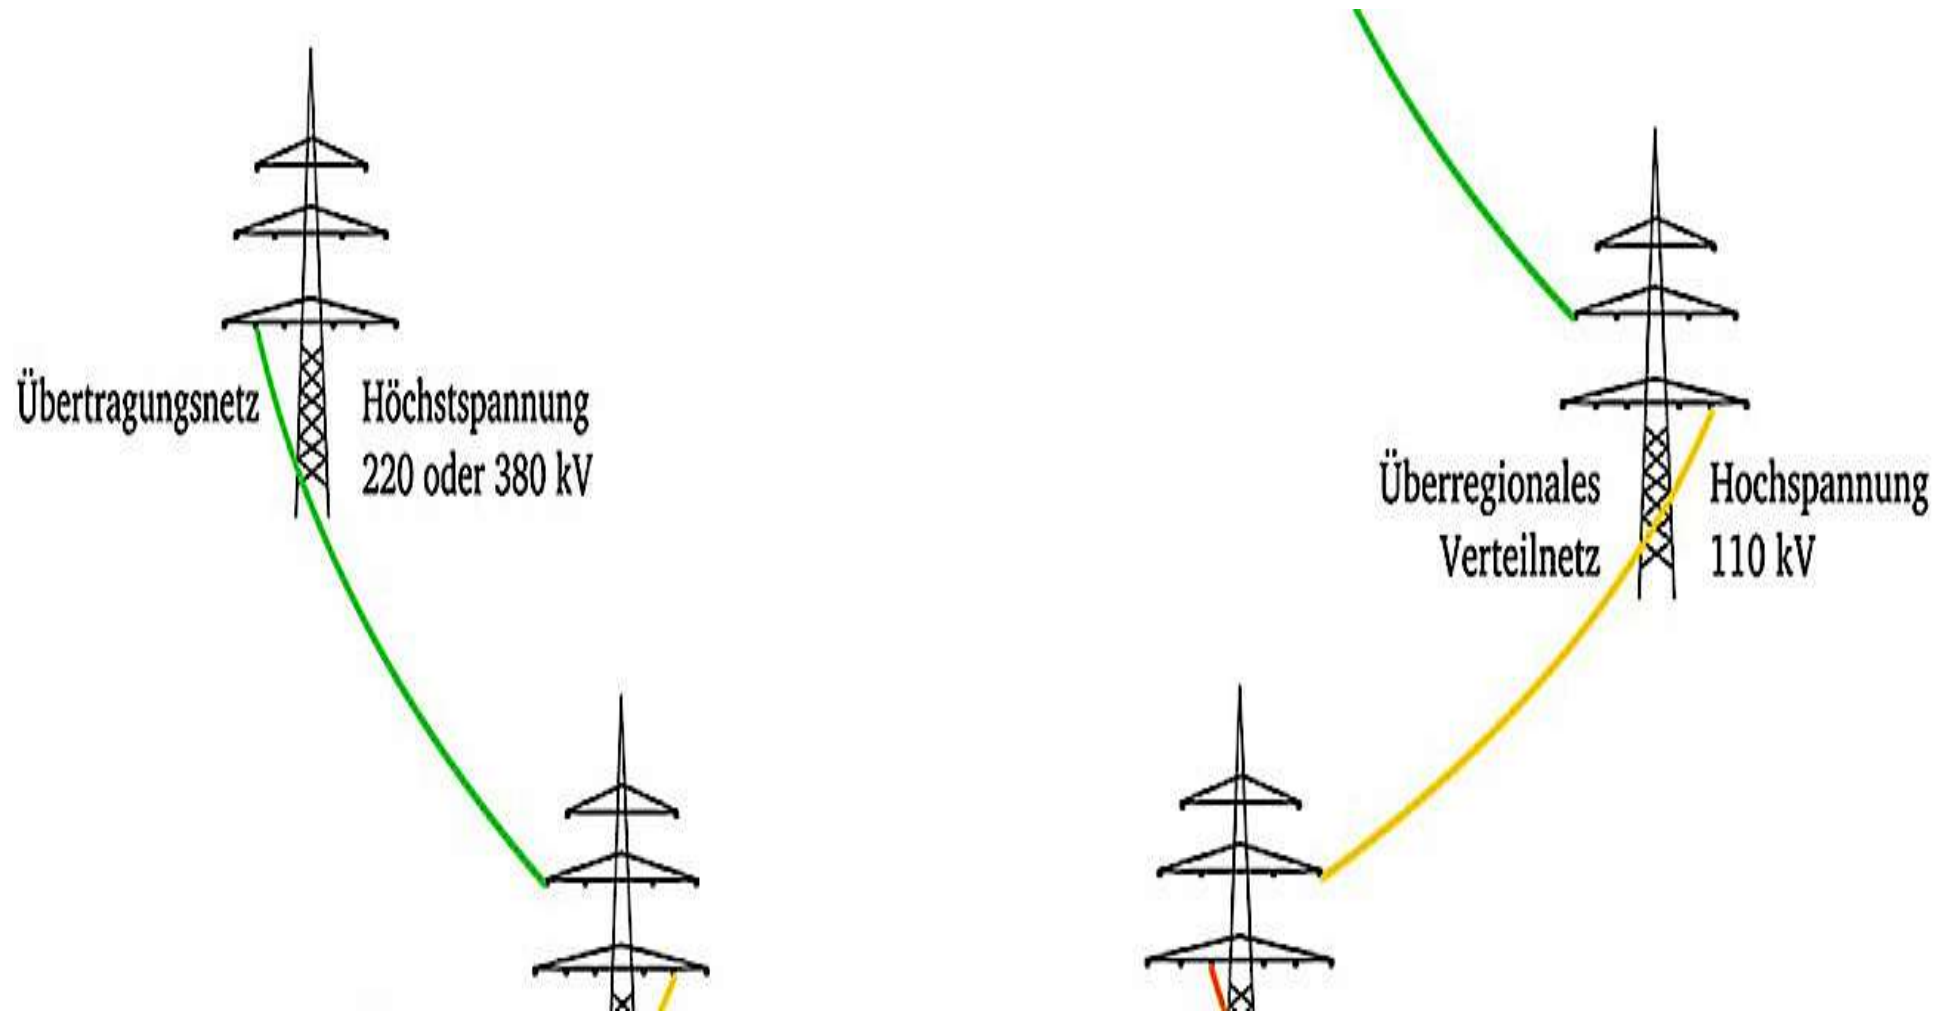 Übertragungsnetz
Höchstspannung
220 oder 380 kV
Überregionales
Verteilnetz
Hochspannung
110 kV